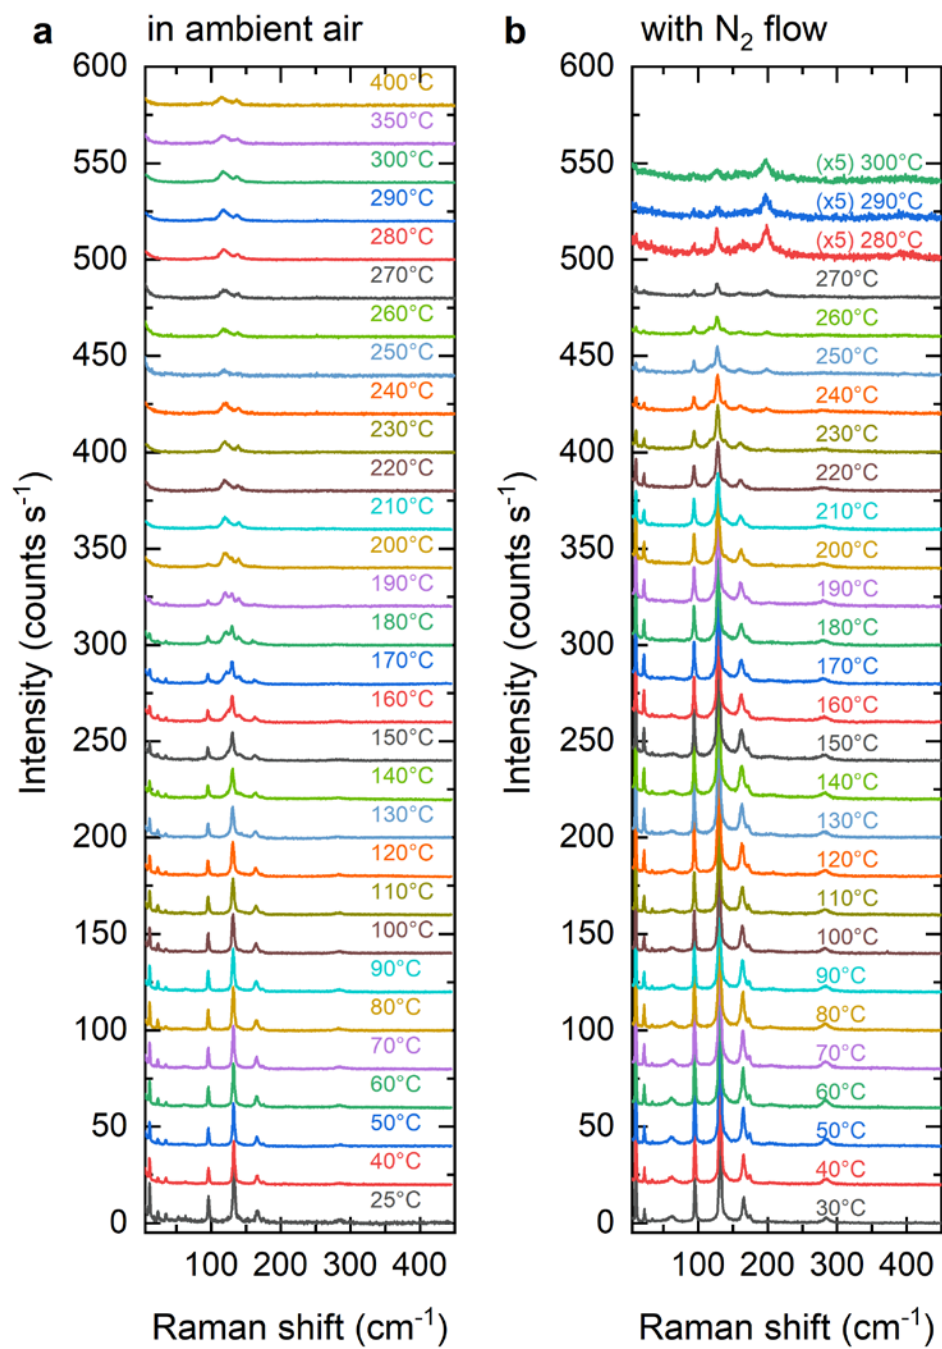 a in ambient air
600
550
500
450
400
350
300
250
200
150
100
50
0
400°C
350°C
300°C
290°C
280°C
270°C
260°C
250°C
240°C
230°C
220°C
210°C
200°C
190°C
180°C
170°C
160°C
150°C
140°C
130°C
120°C
110°C
100°C
90°C
80°C
70°C
60°C
50°C
40°C
25°C
100 200 300 400
Raman shift (cm⁻¹)
Intensity (counts s⁻¹)
b with N₂ flow
600
550
500
450
400
350
300
250
200
150
100
50
0
(x5) 300°C
(x5) 290°C
(x5) 280°C
270°C
260°C
250°C
240°C
230°C
220°C
210°C
200°C
190°C
180°C
170°C
160°C
150°C
140°C
130°C
120°C
110°C
100°C
90°C
80°C
70°C
60°C
50°C
40°C
30°C
100 200 300 400
Raman shift (cm⁻¹)
Intensity (counts s⁻¹)